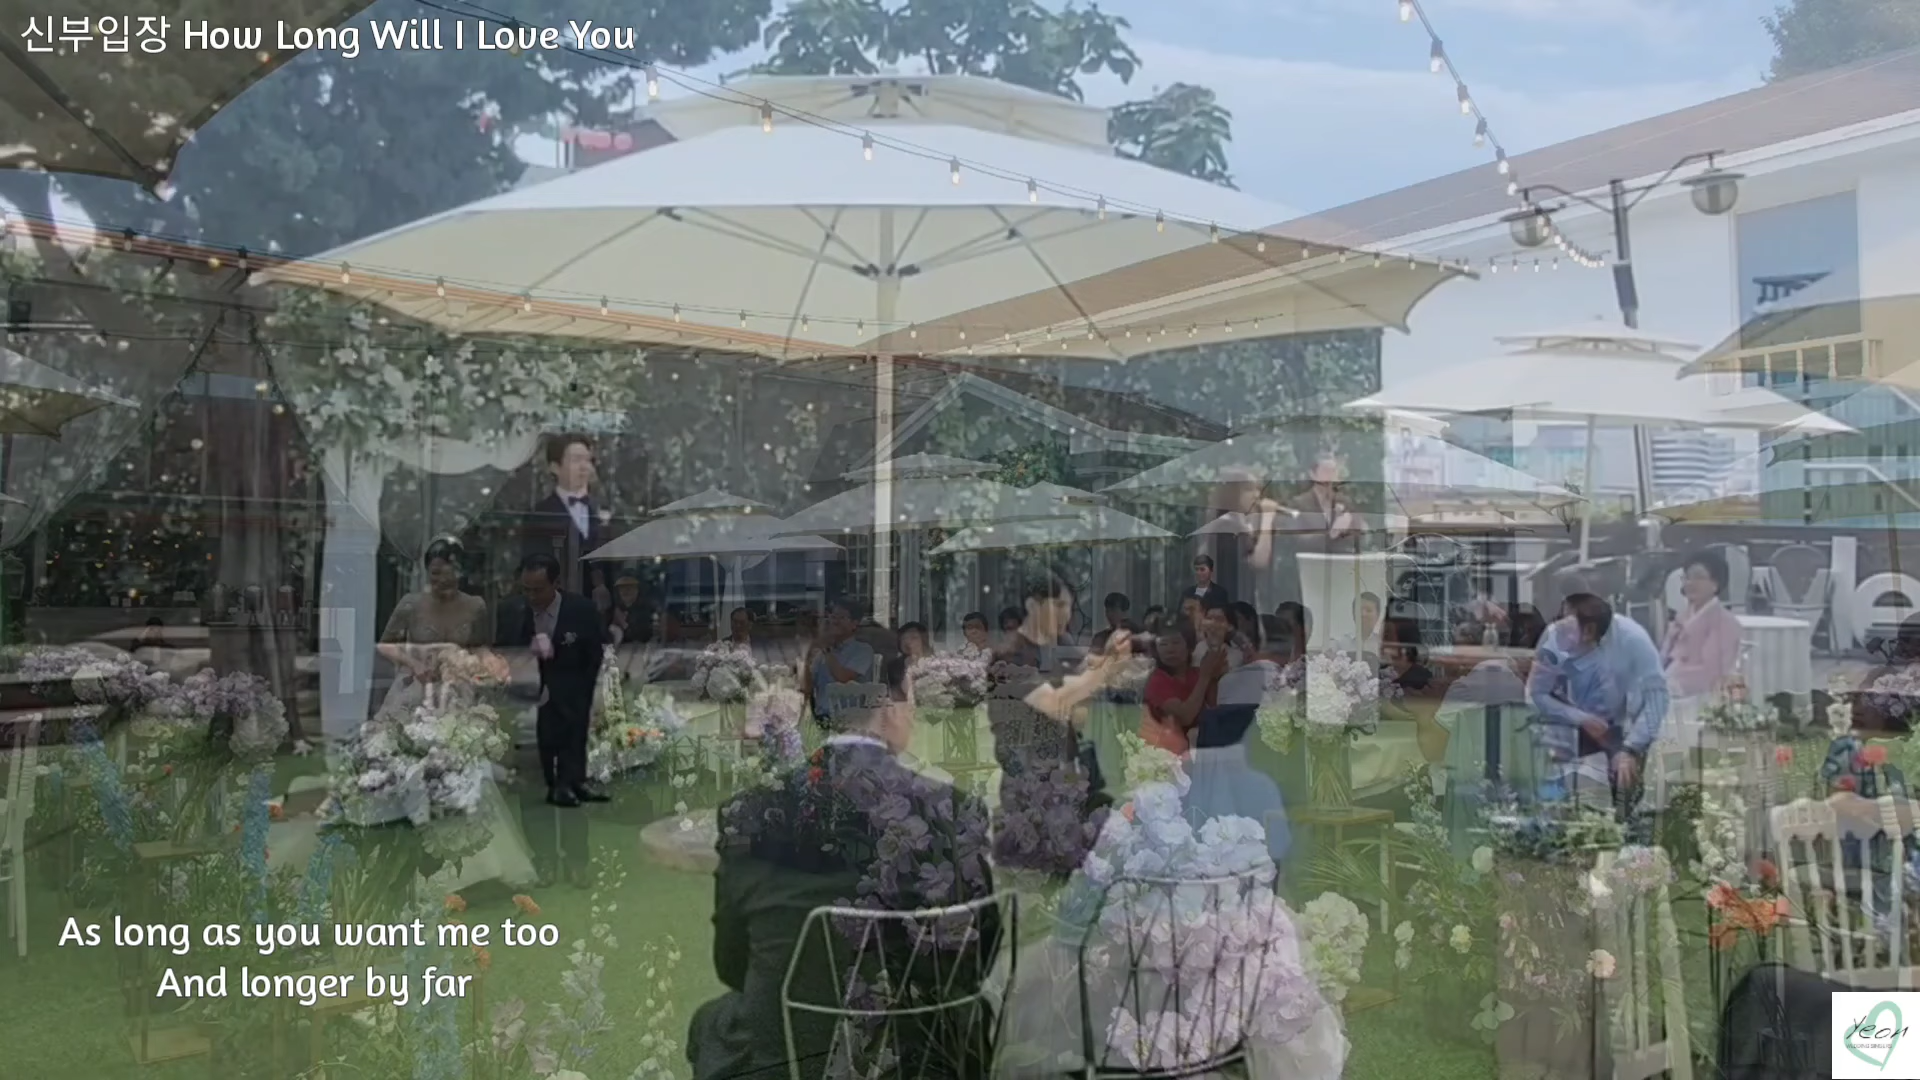 신부입장 How Long Will I Love You
As long as you want me too
And longer by far
yeon